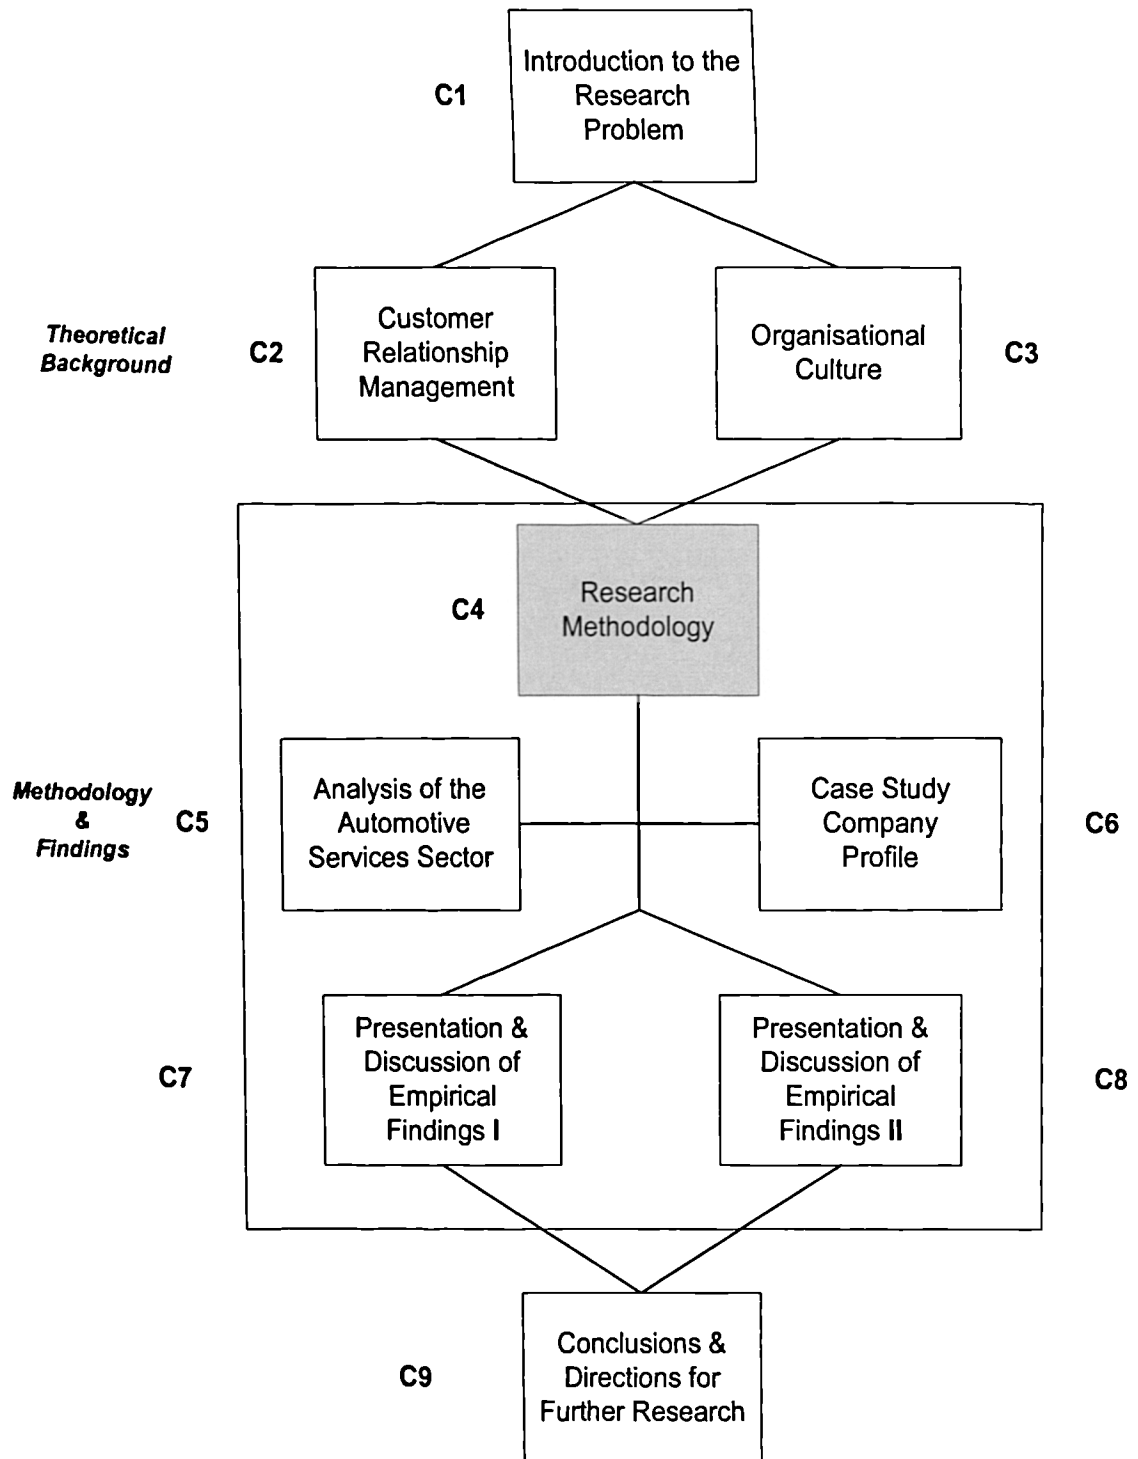 C1
Introduction to the
Research
Problem
Theoretical
Background
C2
Customer
Relationship
Management
Organisational
Culture
C3
C4
Research
Methodology
Methodology
&
Findings
C5
Analysis of the
Automotive
Services Sector
Case Study
Company
Profile
C6
C7
Presentation &
Discussion of
Empirical
Findings I
Presentation &
Discussion of
Empirical
Findings II
C8
C9
Conclusions &
Directions for
Further Research